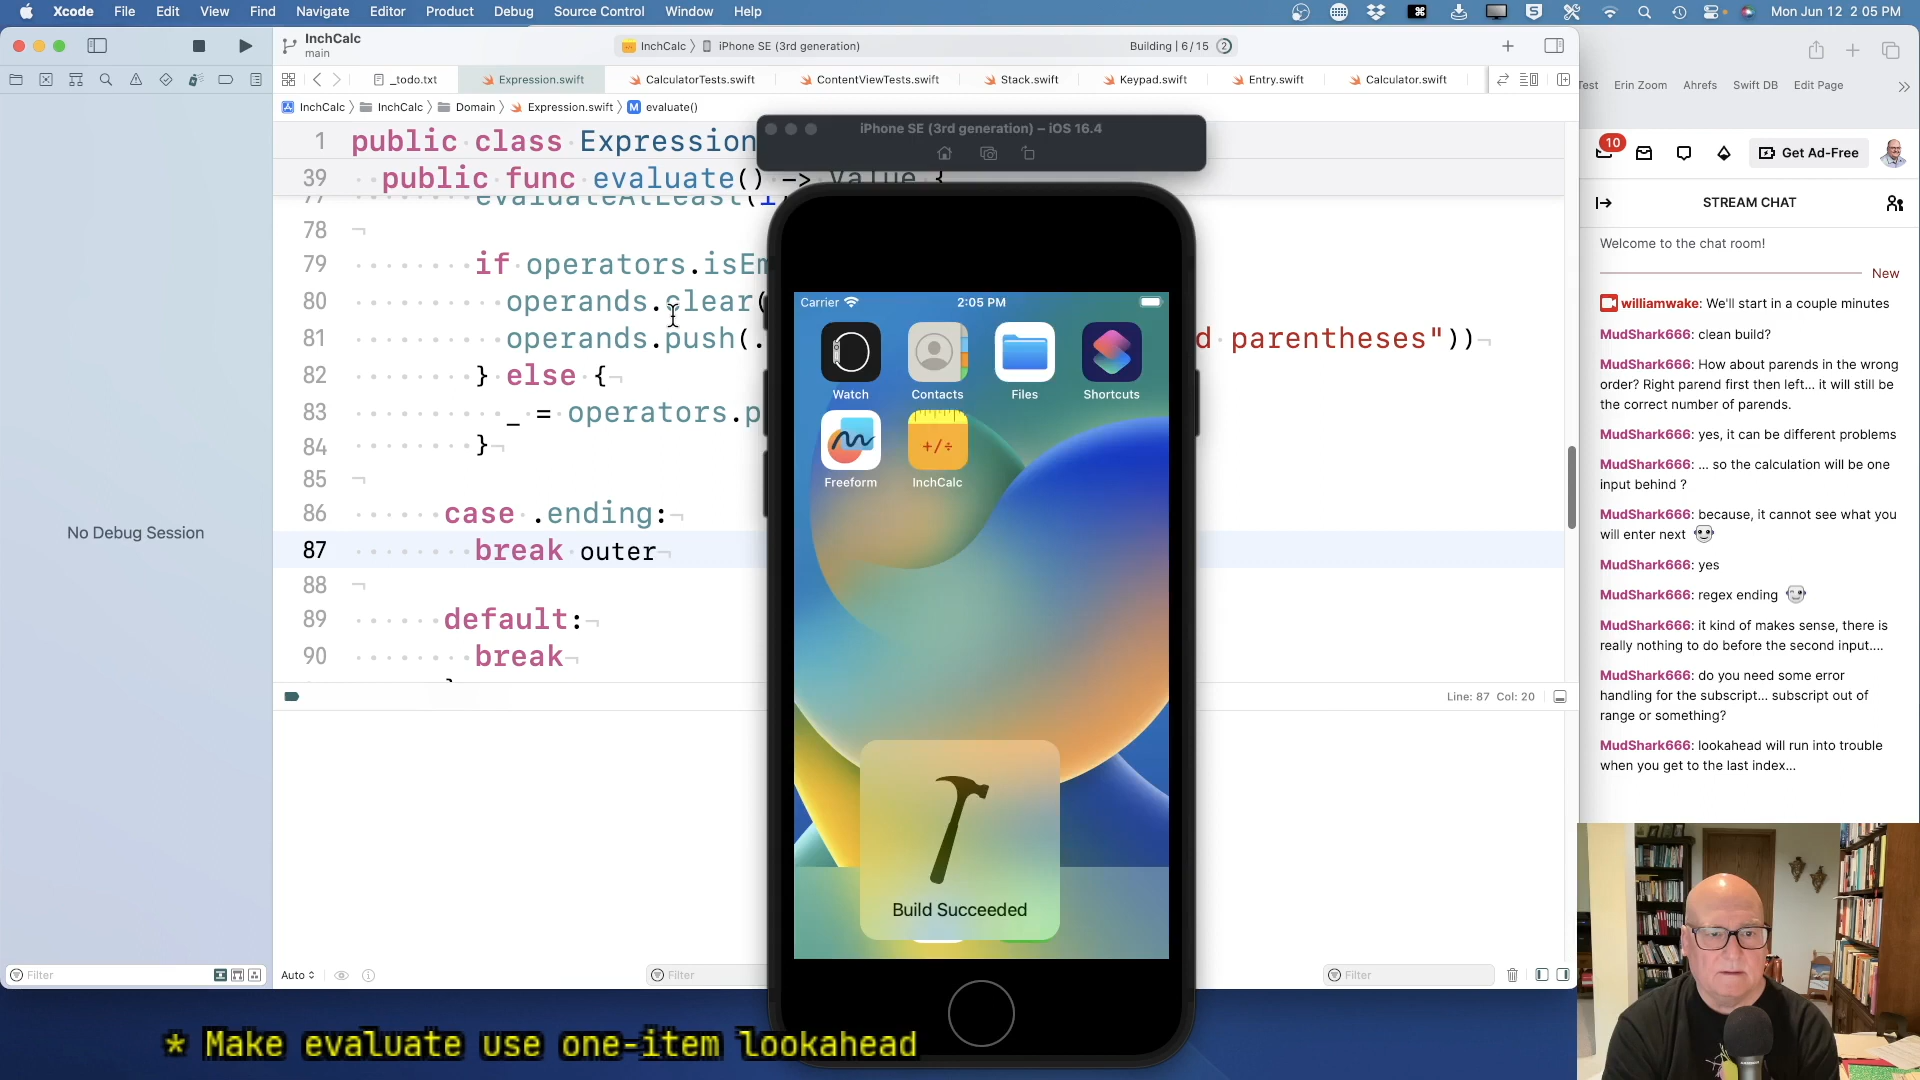 Xcode File Edit View Find Navigate Editor Product Debug Source Control Window Help
Mon Jun 12 2:05 PM
InchCalc
main
InchCalc 〉 iPhone SE (3rd generation)
Building | 6/15 2
_todo.txt Expression.swift CalculatorTests.swift ContentViewTests.swift Stack.swift Keypad.swift Entry.swift Calculator.swift
InchCalc 〉 InchCalc 〉 Domain 〉 Expression.swift 〉 M evaluate()
1 public class Expression
39 public func evaluate() -> Value {
77 evaluateAtLeast(
78
79 if operators.isEm
80 operands.clear(
81 operands.push(. d parentheses"))
82 } else {
83 _ = operators.p
84 }
85
86 case .ending:
87 break outer
88
89 default:
90 break
Line: 87 Col: 20
No Debug Session
Filter
Auto
Filter
Filter
iPhone SE (3rd generation) – iOS 16.4
Carrier 2:05 PM
Watch Contacts Files Shortcuts
+/÷
Freeform InchCalc
Build Succeeded
* Make evaluate use one-item lookahead
Test Erin Zoom Ahrefs Swift DB Edit Page
10 Get Ad-Free
STREAM CHAT
Welcome to the chat room!
New
williamwake: We'll start in a couple minutes
MudShark666: clean build?
MudShark666: How about parends in the wrong
order? Right parend first then left... it will still be
the correct number of parends.
MudShark666: yes, it can be different problems
MudShark666: ... so the calculation will be one
input behind ?
MudShark666: because, it cannot see what you
will enter next
MudShark666: yes
MudShark666: regex ending
MudShark666: it kind of makes sense, there is
really nothing to do before the second input....
MudShark666: do you need some error
handling for the subscript... subscript out of
range or something?
MudShark666: lookahead will run into trouble
when you get to the last index...